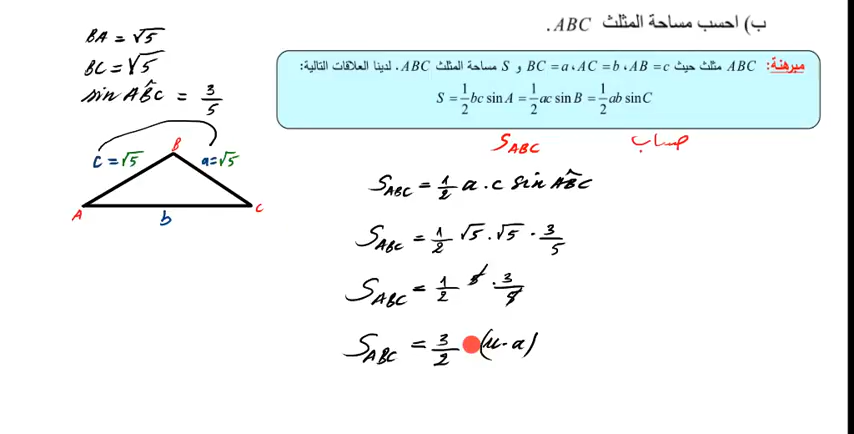 ب) احسب مساحة المثلث ABC.
BA = √5
BC = √5
sin AB̂C = 3/5
مبرهنة: ABC مثلث حيث AB = c ، AC = b ، BC = a و S مساحة المثلث ABC. لدينا العلاقات التالية:
S = 1/2 bc sin A = 1/2 ac sin B = 1/2 ab sin C
حساب S_ABC
B
c = √5 a = √5
A b C
S_ABC = 1/2 a . c sin AB̂C
S_ABC = 1/2 √5 . √5 . 3/5
S_ABC = 1/2 5 . 3/5
S_ABC = 3/2 (u.a)